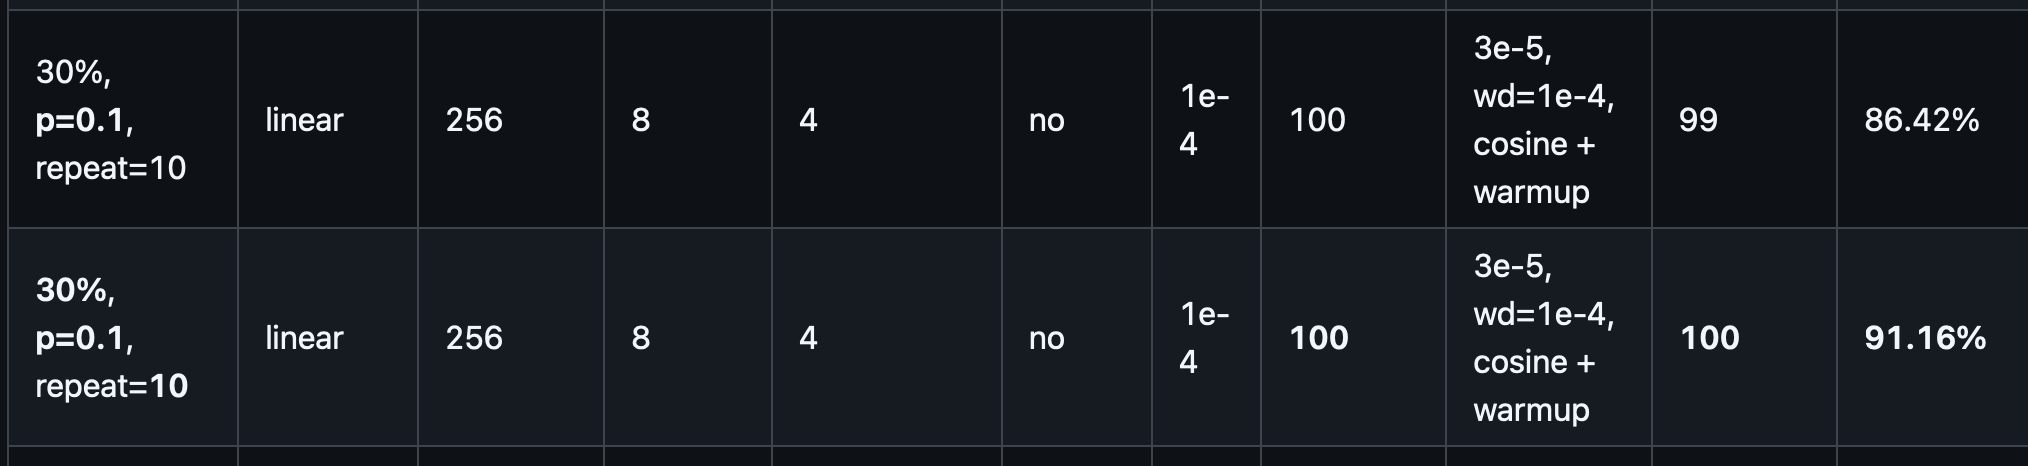 30%,
p=0.1,
repeat=10
linear
256
8
4
no
1e-
4
100
3e-5,
wd=1e-4,
cosine +
warmup
99
86.42%
30%,
p=0.1,
repeat=10
linear
256
8
4
no
1e-
4
100
3e-5,
wd=1e-4,
cosine +
warmup
100
91.16%